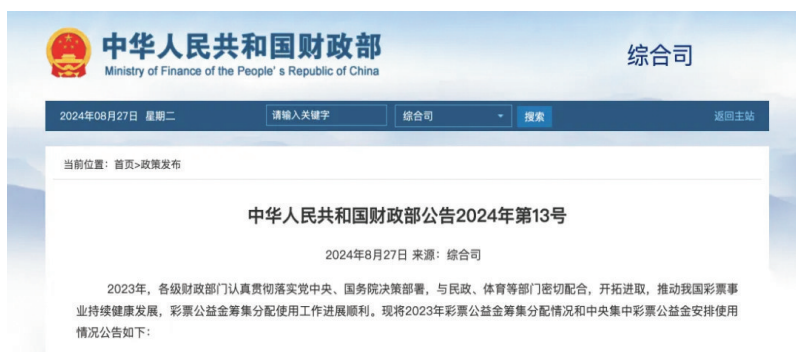 中华人民共和国财政部
Ministry of Finance of the People's Republic of China
综合司
2024年08月27日 星期二
请输入关键字
综合司
搜索
返回主站
当前位置：首页>政策发布
中华人民共和国财政部公告2024年第13号
2024年8月27日 来源：综合司
2023年，各级财政部门认真贯彻落实党中央、国务院决策部署，与民政、体育等部门密切配合，开拓进取，推动我国彩票事
业持续健康发展，彩票公益金筹集分配使用工作进展顺利。现将2023年彩票公益金筹集分配情况和中央集中彩票公益金安排使用
情况公告如下：